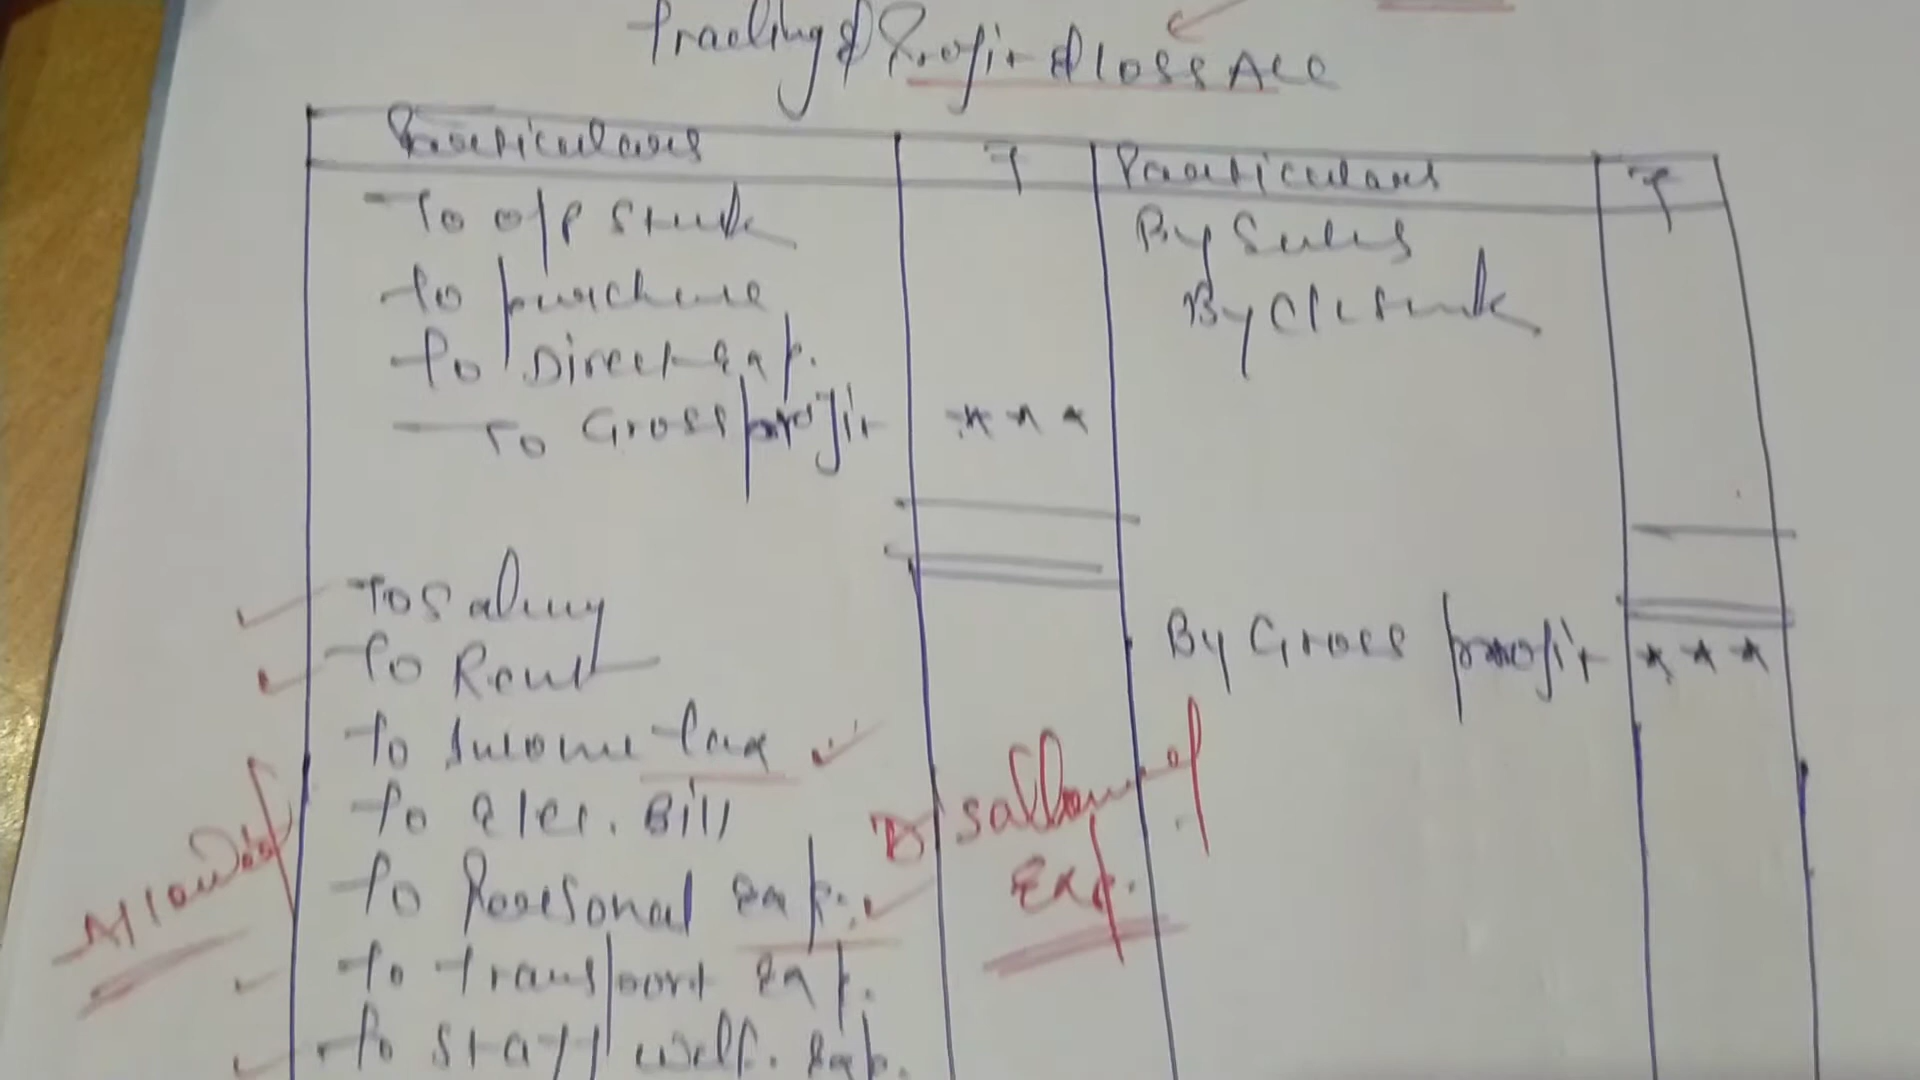 Trading & Profit & Loss Acc
Particulars ₹ Particulars ₹
To o/p Stock
By Sales
To purchase
By Cl Stock
To Direct Exp.
To Gross profit ***
To Salary
By Gross profit ***
To Rent
To Income tax
To Elec. Bill
Disallowed
Exp.
Allowed
To Personal Exp.
To transport Exp.
To Staff Welf. Exp.